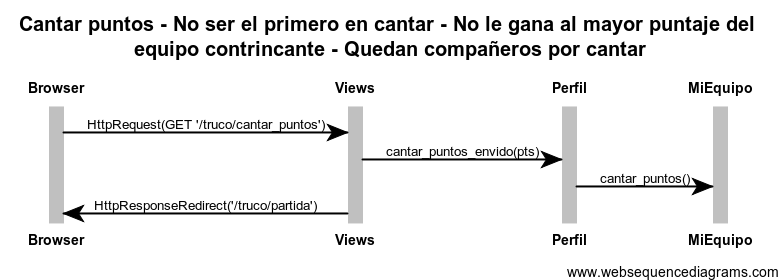 Cantar puntos - No ser el primero en cantar - No le gana al mayor puntaje del
equipo contrincante - Quedan compañeros por cantar
Browser Views Perfil MiEquipo
HttpRequest(GET '/truco/cantar_puntos')
cantar_puntos_envido(pts)
cantar_puntos()
HttpResponseRedirect('/truco/partida')
Browser Views Perfil MiEquipo
www.websequencediagrams.com